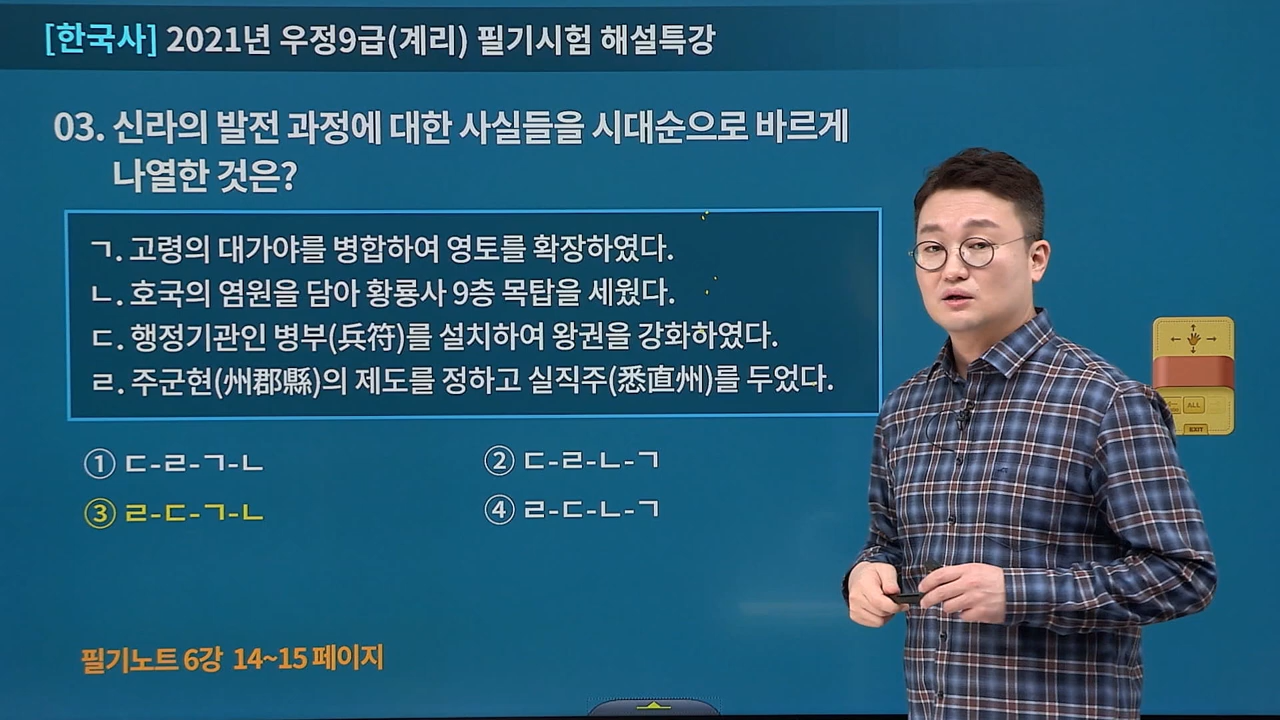 [한국사] 2021년 우정9급(계리) 필기시험 해설특강
03. 신라의 발전 과정에 대한 사실들을 시대순으로 바르게
나열한 것은?
ㄱ. 고령의 대가야를 병합하여 영토를 확장하였다.
ㄴ. 호국의 염원을 담아 황룡사 9층 목탑을 세웠다.
ㄷ. 행정기관인 병부(兵符)를 설치하여 왕권을 강화하였다.
ㄹ. 주군현(州郡縣)의 제도를 정하고 실직주(悉直州)를 두었다.
① ㄷ-ㄹ-ㄱ-ㄴ
② ㄷ-ㄹ-ㄴ-ㄱ
③ ㄹ-ㄷ-ㄱ-ㄴ
④ ㄹ-ㄷ-ㄴ-ㄱ
필기노트 6강 14~15 페이지
ALL
EXIT